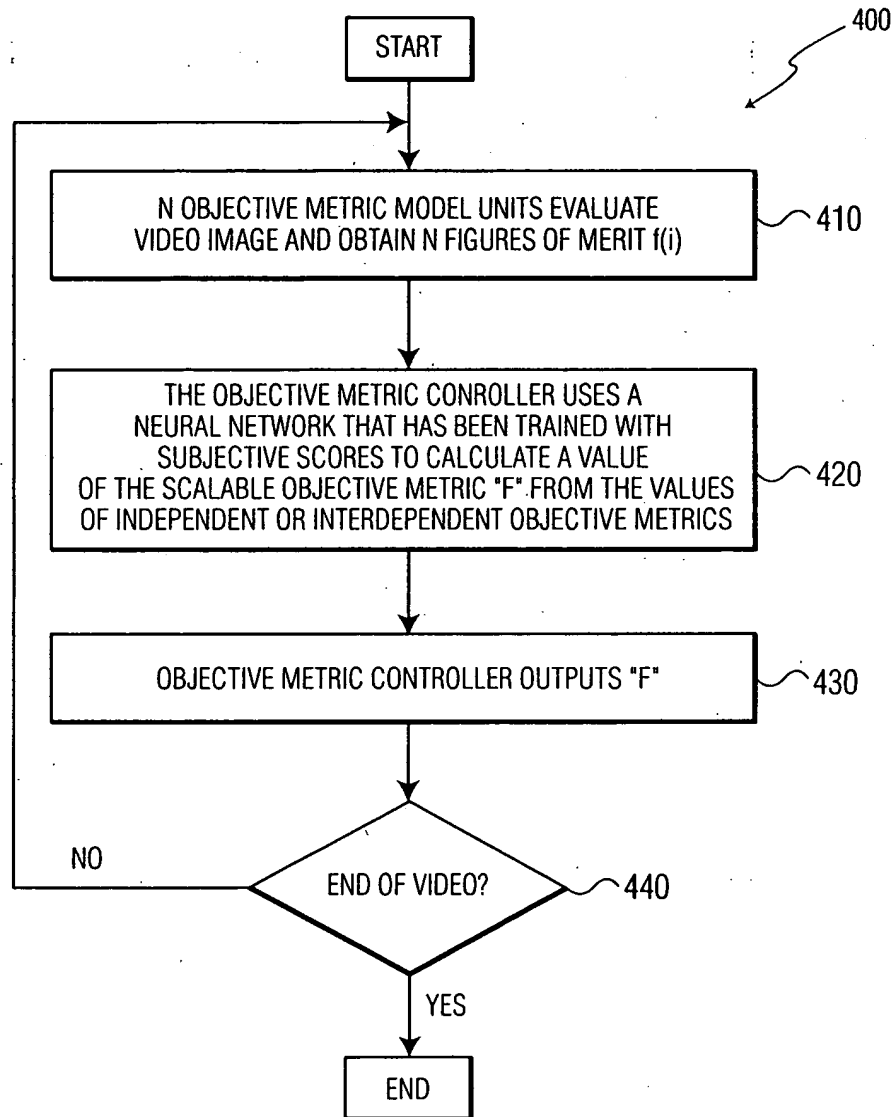 400
START
N OBJECTIVE METRIC MODEL UNITS EVALUATE
VIDEO IMAGE AND OBTAIN N FIGURES OF MERIT f(i)
410
THE OBJECTIVE METRIC CONROLLER USES A
NEURAL NETWORK THAT HAS BEEN TRAINED WITH
SUBJECTIVE SCORES TO CALCULATE A VALUE
OF THE SCALABLE OBJECTIVE METRIC "F" FROM THE VALUES
OF INDEPENDENT OR INTERDEPENDENT OBJECTIVE METRICS
420
OBJECTIVE METRIC CONTROLLER OUTPUTS "F"
430
NO
END OF VIDEO?
440
YES
END